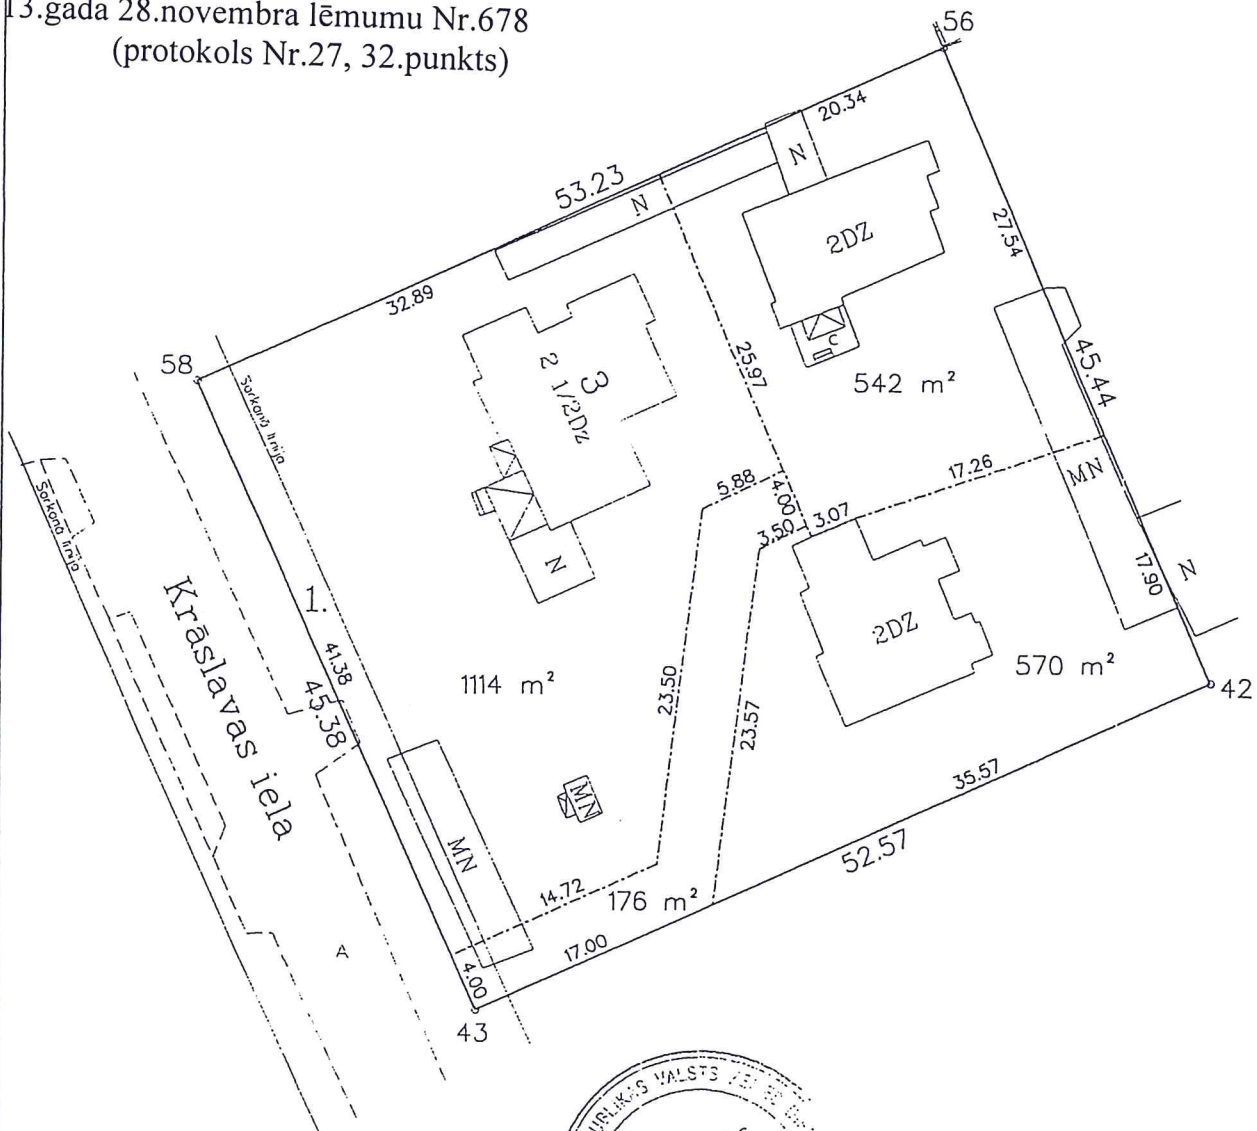 13.gada 28.novembra lēmumu Nr.678
(protokols Nr.27, 32.punkts)
56
20.34
53.23
N
N
2DZ
27.54
32.89
58
Sarkanā līnija
3
2 1/2Dz
25.97
C
542 m²
45.44
MN
17.26
5.88
4.00
3.50
3.07
N
17.90
N
Sarkanā līnija
Krāslavas iela
1.
41.38
45.38
1114 m²
23.50
23.57
2DZ
570 m²
42
35.57
52.57
MN
MN
14.72
176 m²
17.00
4.00
A
43
VALSTS